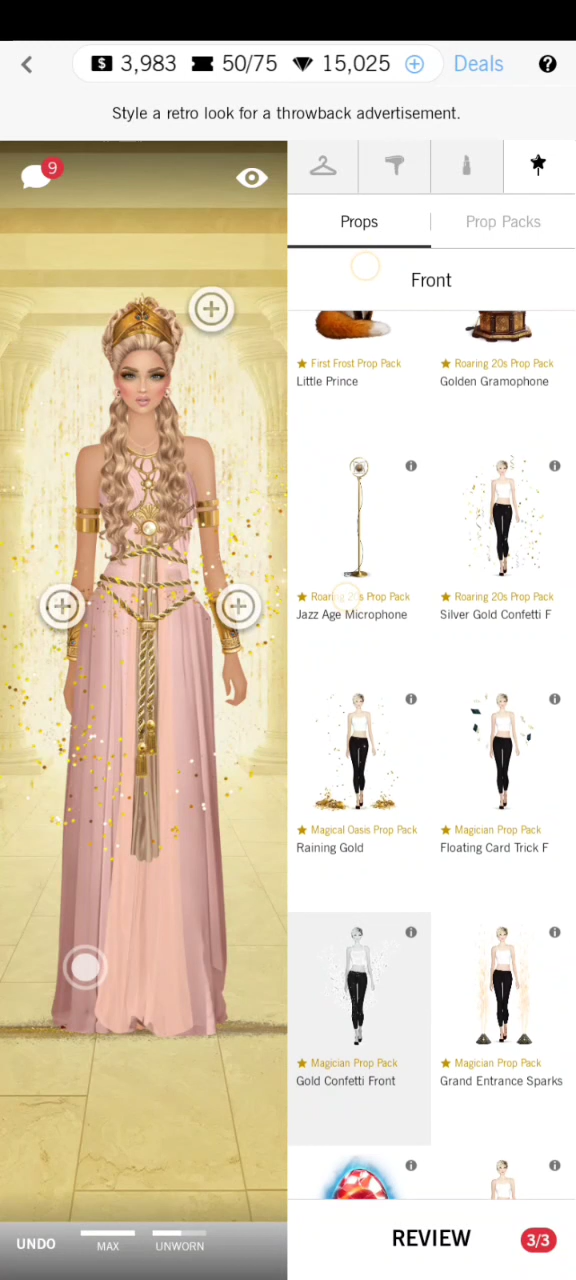 3,983 50/75 15,025 Deals ?
Style a retro look for a throwback advertisement.
9
Props Prop Packs
Front
First Frost Prop Pack
Little Prince
Roaring 20s Prop Pack
Golden Gramophone
Roaring 20s Prop Pack
Jazz Age Microphone
Roaring 20s Prop Pack
Silver Gold Confetti F
Magical Oasis Prop Pack
Raining Gold
Magician Prop Pack
Floating Card Trick F
Magician Prop Pack
Gold Confetti Front
Magician Prop Pack
Grand Entrance Sparks
UNDO
MAX
UNWORN
REVIEW
3/3